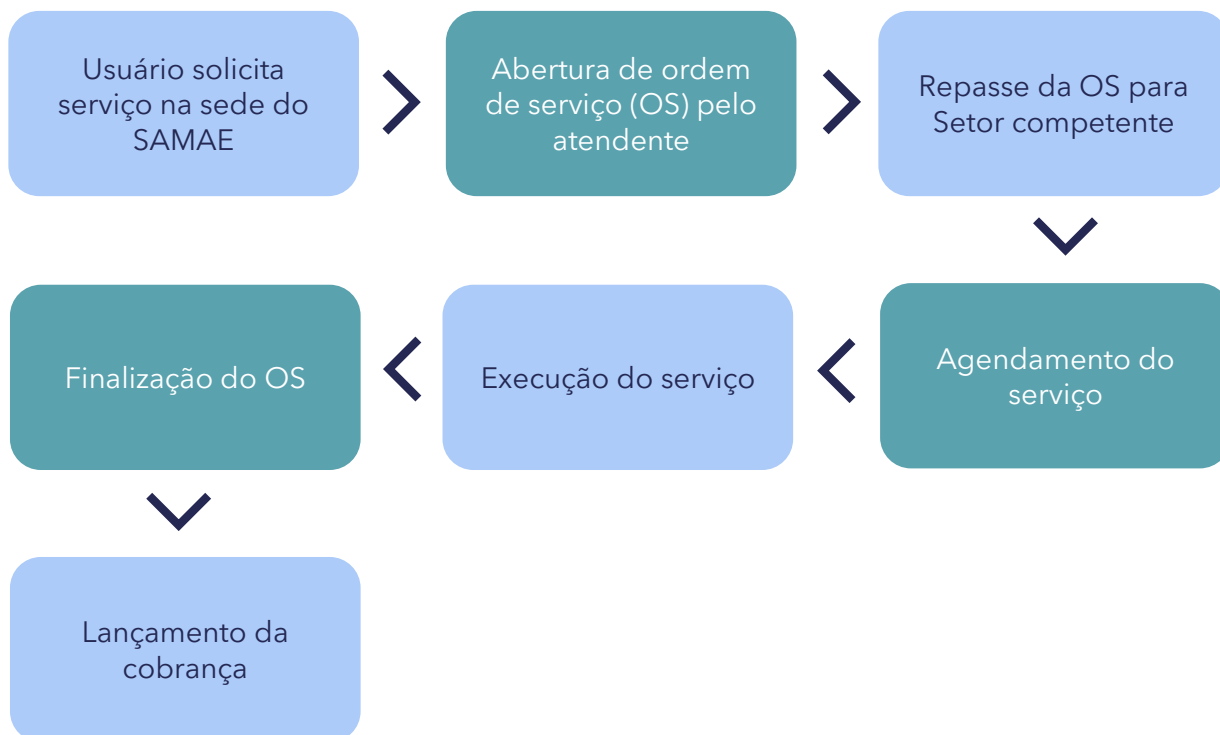 Usuário solicita
serviço na sede do
SAMAE
Abertura de ordem
de serviço (OS) pelo
atendente
Repasse da OS para
Setor competente
Agendamento do
serviço
Execução do serviço
Finalização do OS
Lançamento da
cobrança